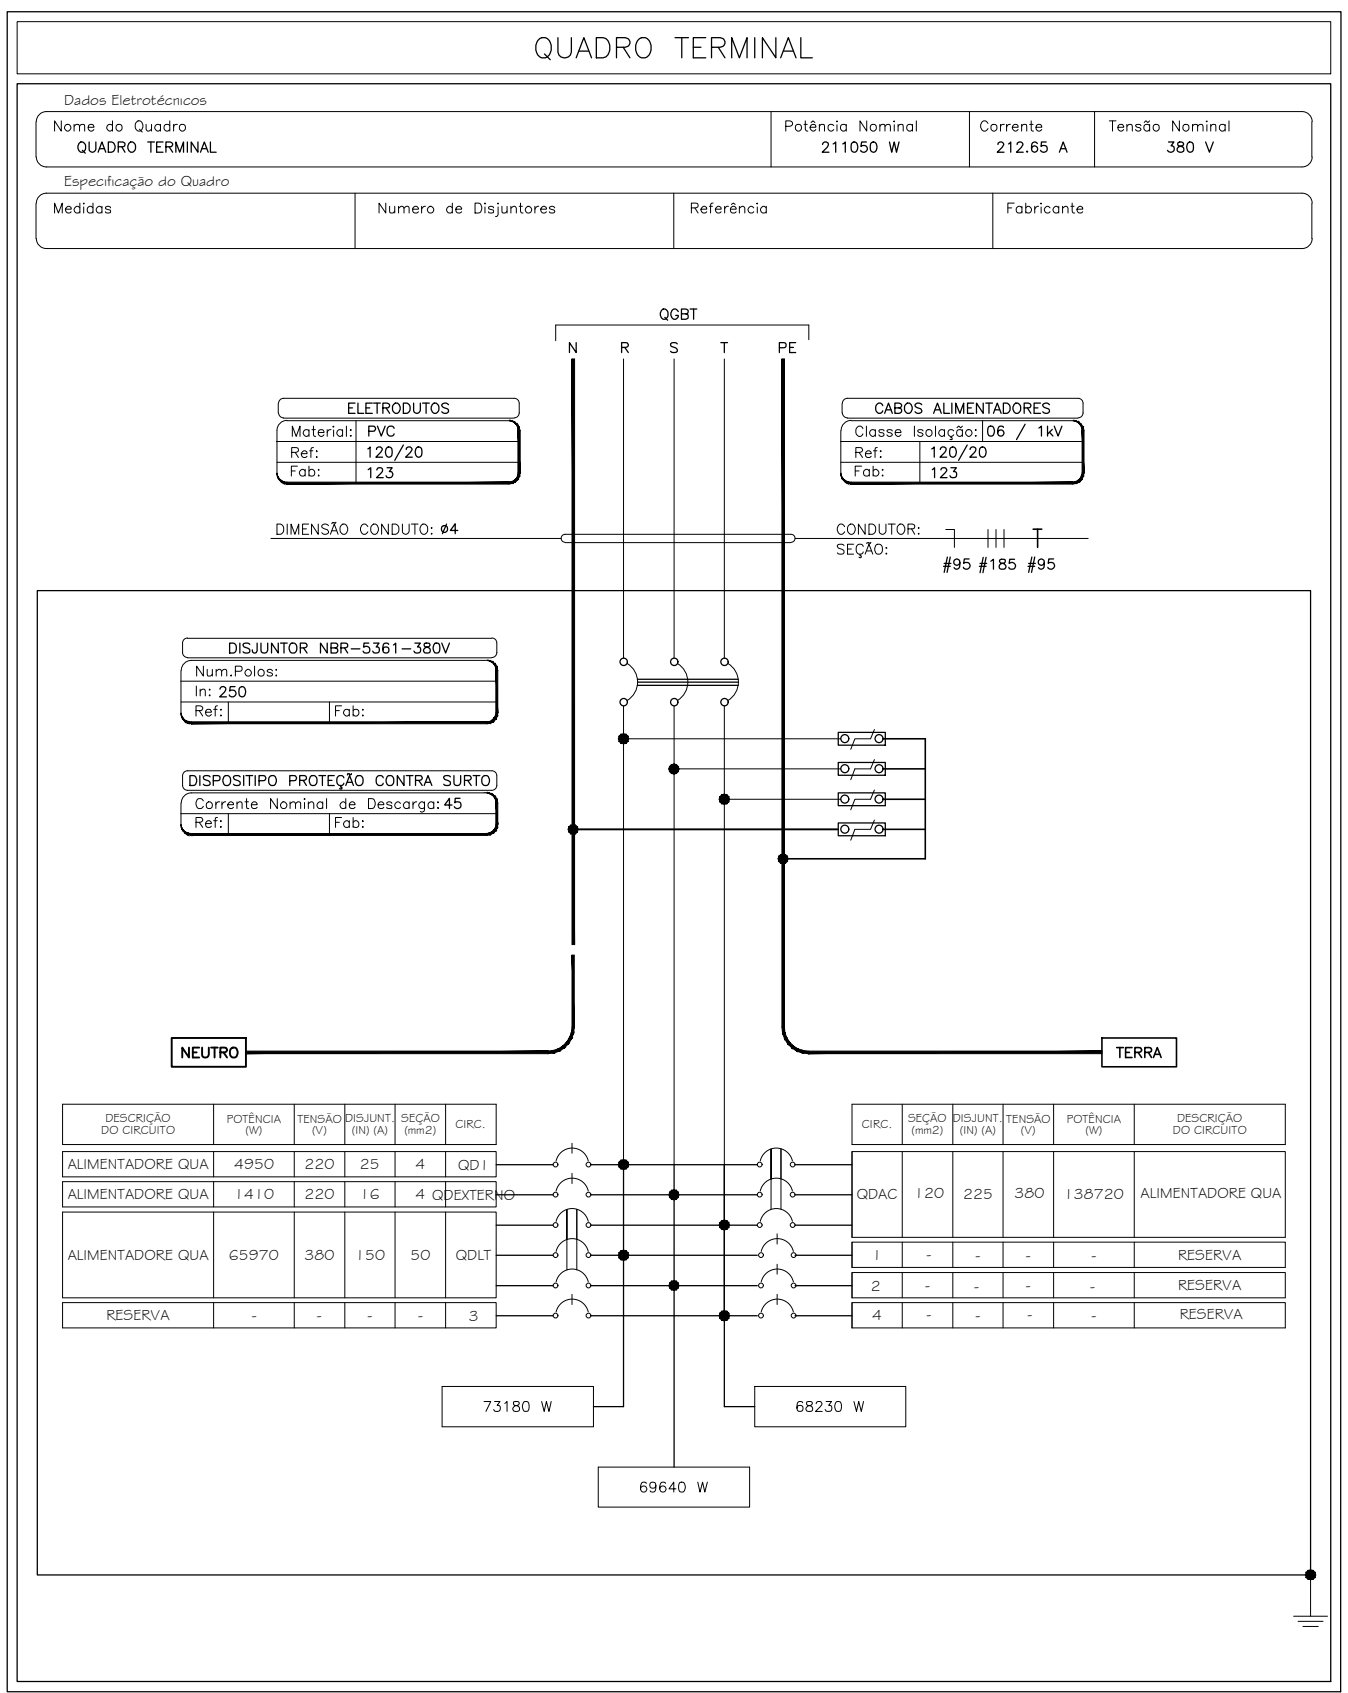 QUADRO TERMINAL
Dados Eletrotécnicos
Nome do Quadro
QUADRO TERMINAL
Potência Nominal
211050 W
Corrente
212.65 A
Tensão Nominal
380 V
Especificação do Quadro
Medidas
Numero de Disjuntores
Referência
Fabricante
QGBT
N R S T PE
ELETRODUTOS
Material: PVC
Ref: 120/20
Fab: 123
CABOS ALIMENTADORES
Classe Isolação: 06 / 1kV
Ref: 120/20
Fab: 123
DIMENSÃO CONDUTO: ø4
CONDUTOR:
SEÇÃO:
#95 #185 #95
DISJUNTOR NBR-5361-380V
Num.Polos:
In: 250
Ref: Fab:
DISPOSITIPO PROTEÇÃO CONTRA SURTO
Corrente Nominal de Descarga: 45
Ref: Fab:
NEUTRO
TERRA
DESCRIÇÃO DO CIRCUITO POTÊNCIA (W) TENSÃO (V) DISJUNT. (IN) (A) SEÇÃO (mm2) CIRC.
ALIMENTADORE QUA 4950 220 25 4 QD1
ALIMENTADORE QUA 1410 220 16 4 QDEXTERNO
ALIMENTADORE QUA 65970 380 150 50 QDLT
RESERVA - - - - 3
CIRC. SEÇÃO (mm2) DISJUNT. (IN) (A) TENSÃO (V) POTÊNCIA (W) DESCRIÇÃO DO CIRCUITO
QDAC 120 225 380 138720 ALIMENTADORE QUA
1 - - - - RESERVA
2 - - - - RESERVA
4 - - - - RESERVA
73180 W
68230 W
69640 W